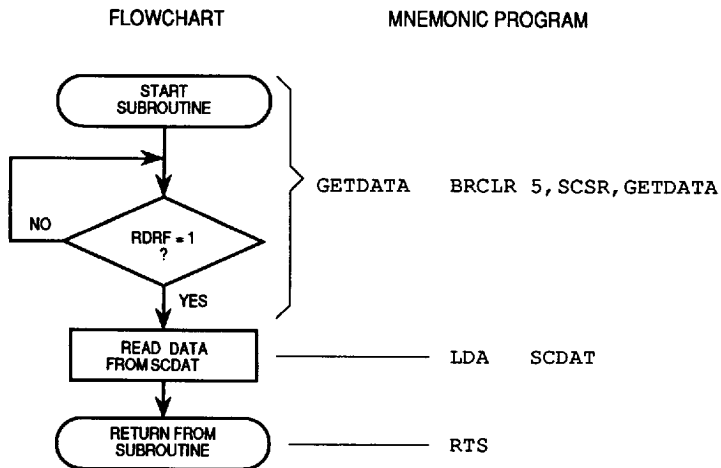 FLOWCHART MNEMONIC PROGRAM
START
SUBROUTINE
GETDATA BRCLR 5,SCSR,GETDATA
NO
RDRF = 1
?
YES
READ DATA
FROM SCDAT
LDA SCDAT
RETURN FROM
SUBROUTINE
RTS